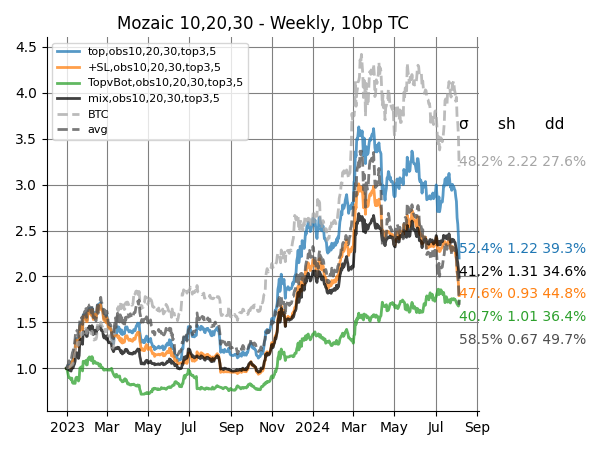 Mozaic 10,20,30 - Weekly, 10bp TC
4.5
4.0
3.5
3.0
2.5
2.0
1.5
1.0
top,obs10,20,30,top3,5
+SL,obs10,20,30,top3,5
TopvBot,obs10,20,30,top3,5
mix,obs10,20,30,top3,5
BTC
avg
σ sh dd
48.2% 2.22 27.6%
52.4% 1.22 39.3%
41.2% 1.31 34.6%
47.6% 0.93 44.8%
40.7% 1.01 36.4%
58.5% 0.67 49.7%
2023 Mar May Jul Sep Nov 2024 Mar May Jul Sep